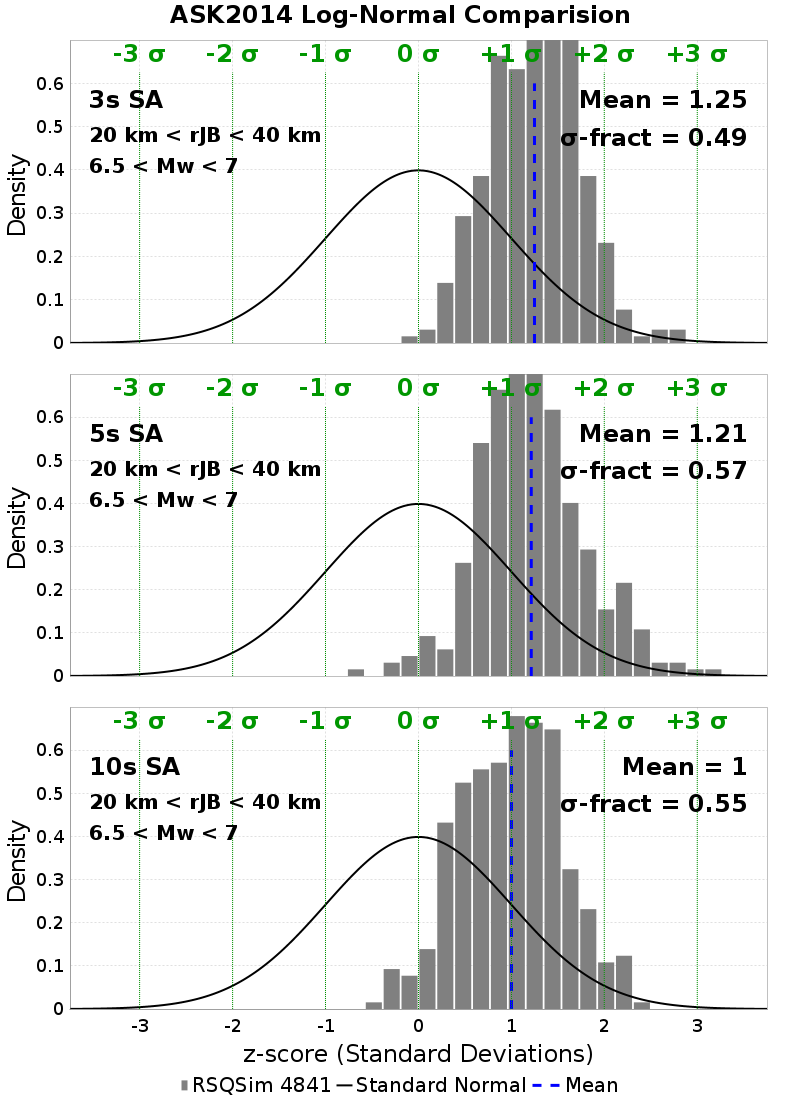 ASK2014 Log-Normal Comparision
-3 σ -2 σ -1 σ 0 σ +1 σ +2 σ +3 σ
3s SA
Mean = 1.25
20 km < rJB < 40 km
σ-fract = 0.49
6.5 < Mw < 7
0.6
0.5
0.4
0.3
0.2
0.1
0
Density
-3 σ -2 σ -1 σ 0 σ +1 σ +2 σ +3 σ
5s SA
Mean = 1.21
20 km < rJB < 40 km
σ-fract = 0.57
6.5 < Mw < 7
0.6
0.5
0.4
0.3
0.2
0.1
0
Density
-3 σ -2 σ -1 σ 0 σ +1 σ +2 σ +3 σ
10s SA
Mean = 1
20 km < rJB < 40 km
σ-fract = 0.55
6.5 < Mw < 7
0.6
0.5
0.4
0.3
0.2
0.1
0
Density
-3 -2 -1 0 1 2 3
z-score (Standard Deviations)
RSQSim 4841 Standard Normal Mean